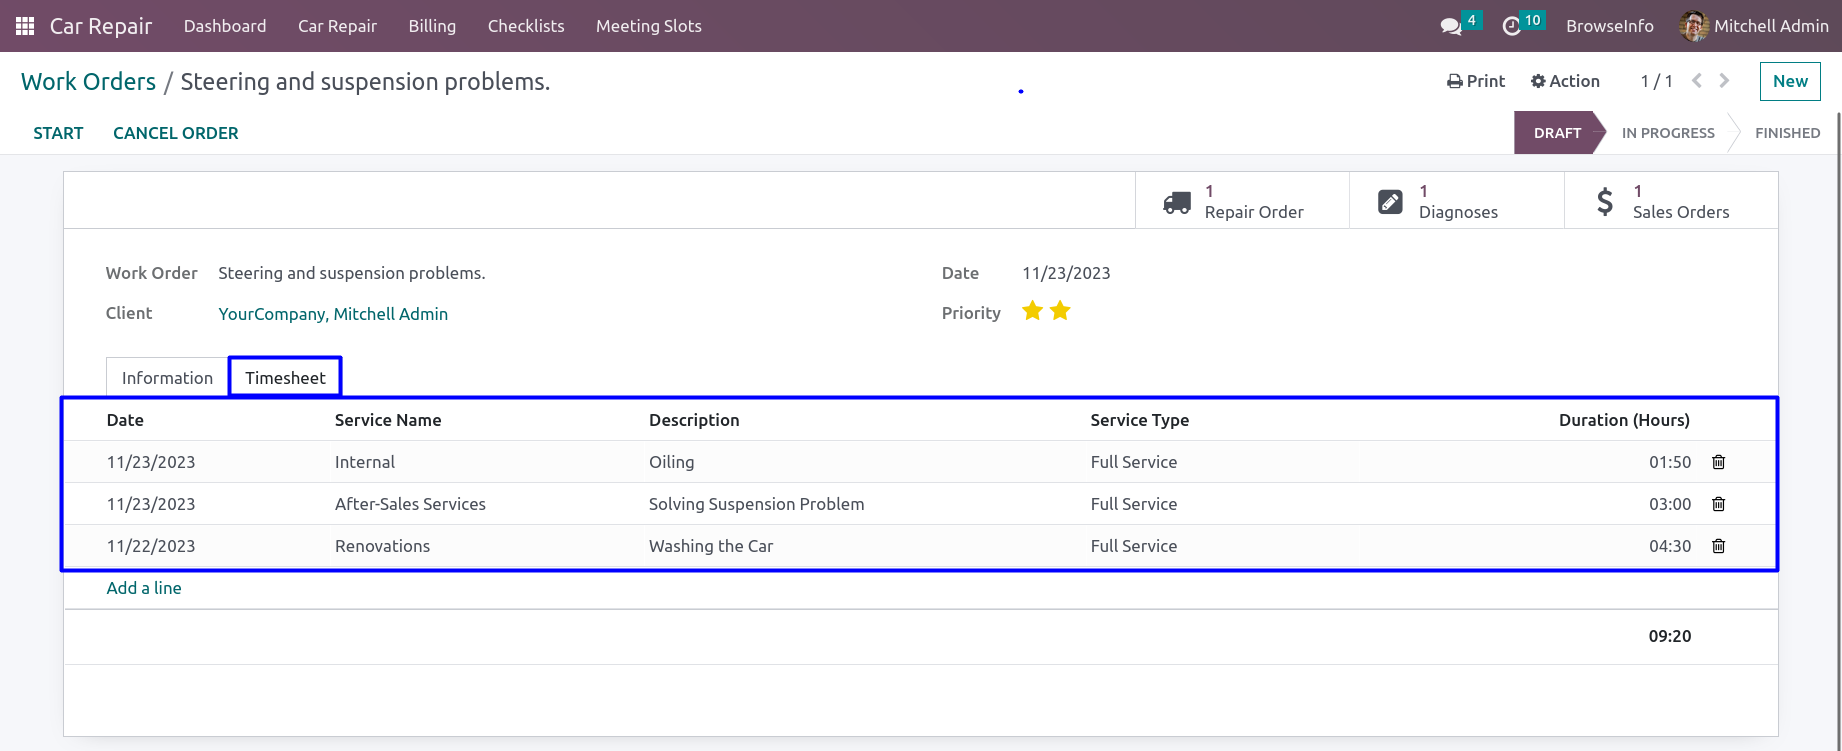 Car Repair Dashboard Car Repair Billing Checklists Meeting Slots 4 10 BrowseInfo Mitchell Admin
Work Orders / Steering and suspension problems. Print Action 1 / 1 New
START CANCEL ORDER DRAFT IN PROGRESS FINISHED
1 Repair Order
1 Diagnoses
1 Sales Orders
Work Order Steering and suspension problems. Date 11/23/2023
Client YourCompany, Mitchell Admin Priority
Information Timesheet
Date Service Name Description Service Type Duration (Hours)
11/23/2023 Internal Oiling Full Service 01:50
11/23/2023 After-Sales Services Solving Suspension Problem Full Service 03:00
11/22/2023 Renovations Washing the Car Full Service 04:30
Add a line
09:20